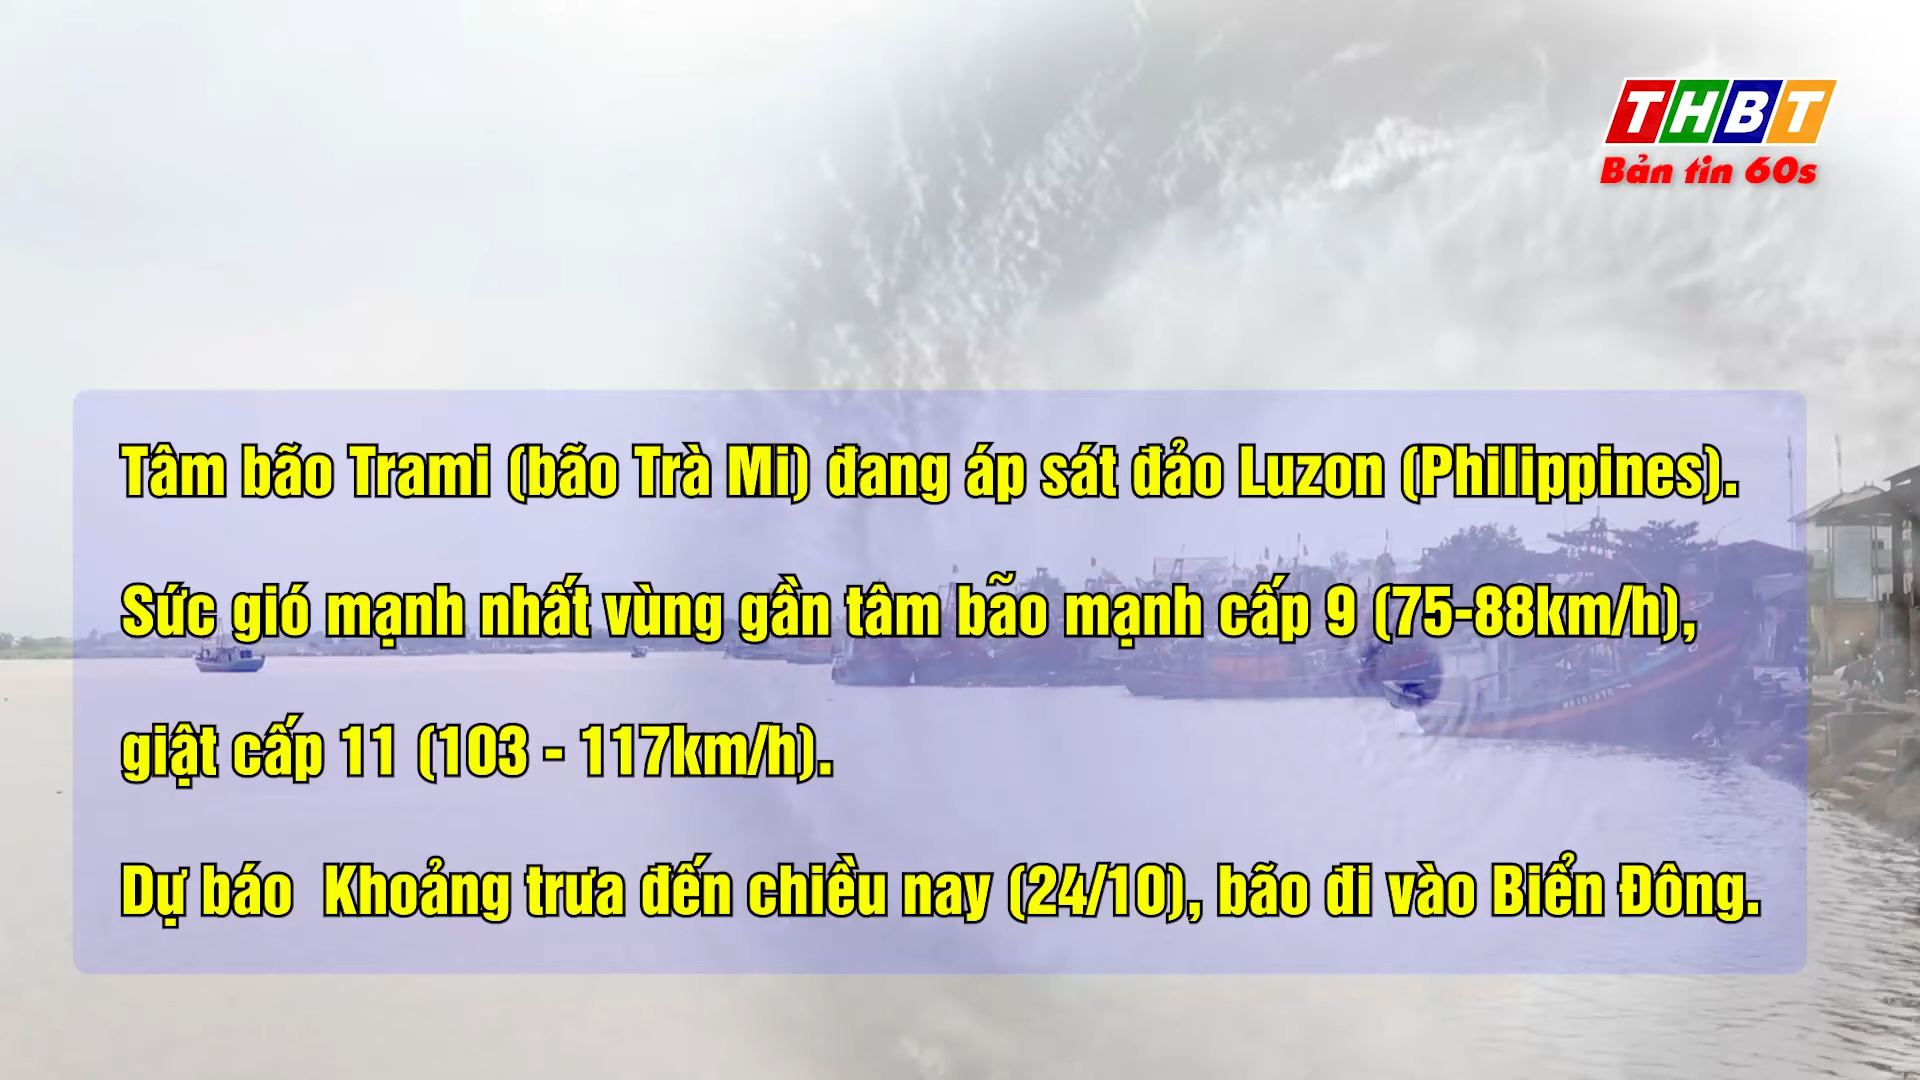 THBT
Bản tin 60s
Tâm bão Trami (bão Trà Mi) đang áp sát đảo Luzon (Philippines).
Sức gió mạnh nhất vùng gần tâm bão mạnh cấp 9 (75-88km/h),
giật cấp 11 (103 - 117km/h).
Dự báo  Khoảng trưa đến chiều nay (24/10), bão đi vào Biển Đông.